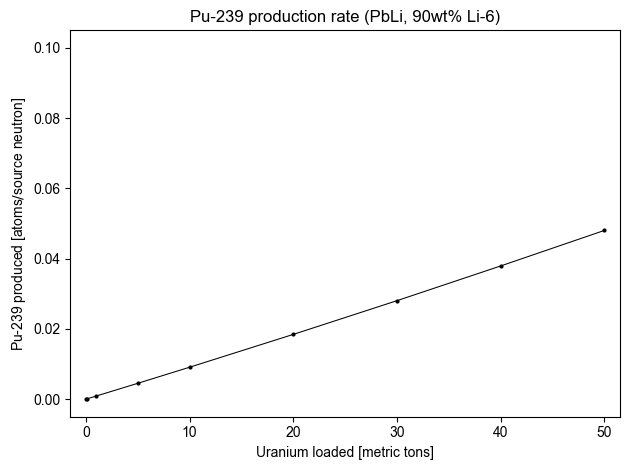 Pu-239 production rate (PbLi, 90wt% Li-6)
0.10
0.08
0.06
0.04
0.02
0.00
Pu-239 produced [atoms/source neutron]
0 10 20 30 40 50
Uranium loaded [metric tons]